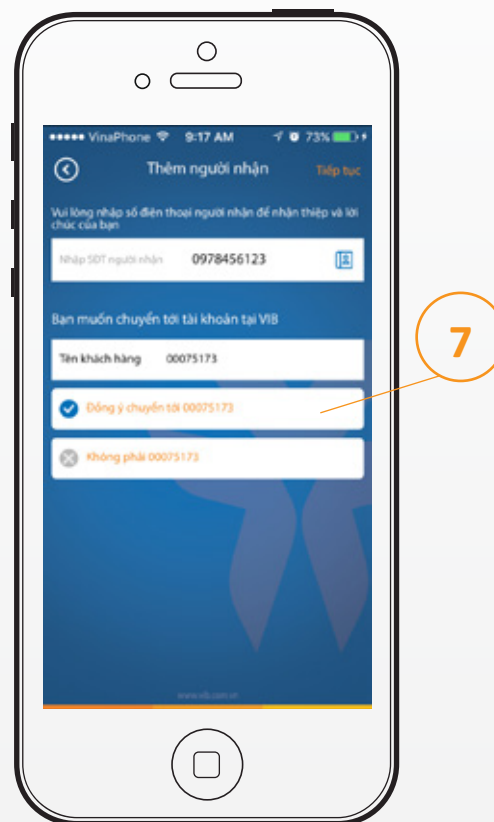 VinaPhone 9:17 AM 73%
Thêm người nhận Tiếp tục
Vui lòng nhập số điện thoại người nhận để nhận thiệp và lời
chúc của bạn
Nhập SĐT người nhận 0978456123
Bạn muốn chuyển tới tài khoản tại VIB
Tên khách hàng 00075173
Đồng ý chuyển tới 00075173
Không phải 00075173
7
www.vib.com.vn